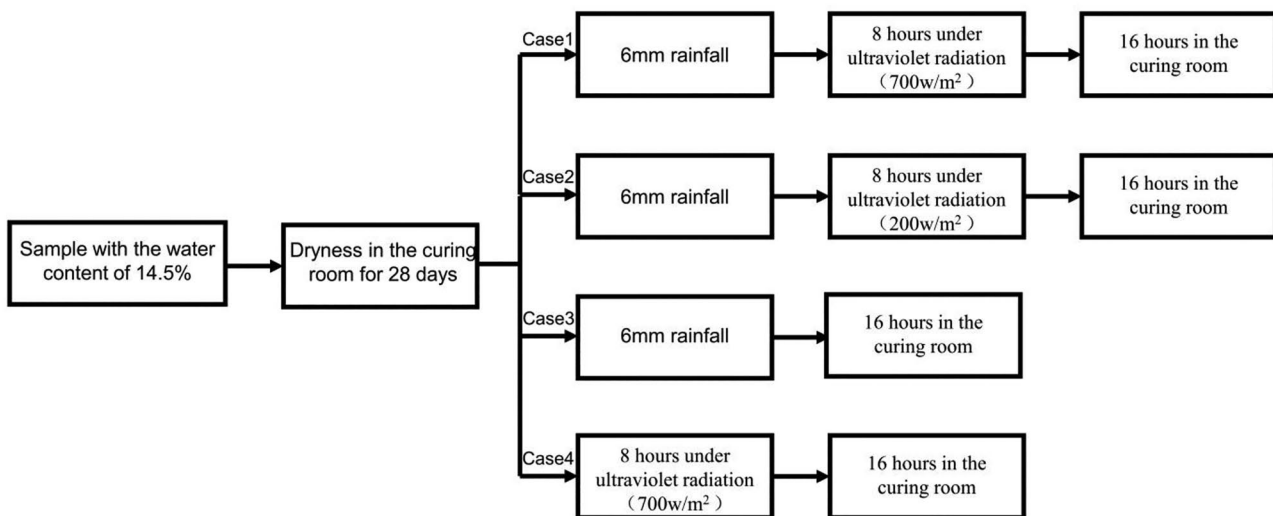 Sample with the water
content of 14.5%
Dryness in the curing
room for 28 days
Case1
6mm rainfall
8 hours under
ultraviolet radiation
（700w/m²）
16 hours in the
curing room
Case2
6mm rainfall
8 hours under
ultraviolet radiation
（200w/m²）
16 hours in the
curing room
Case3
6mm rainfall
16 hours in the
curing room
Case4
8 hours under
ultraviolet radiation
（700w/m²）
16 hours in the
curing room